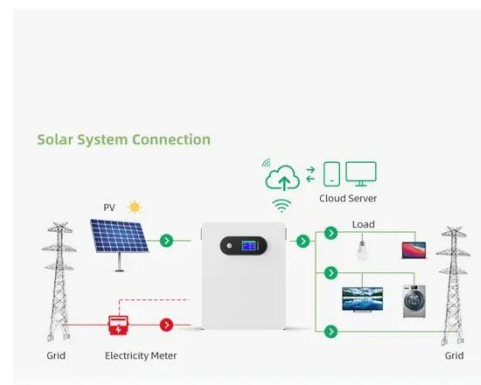 Solar System Connection
Cloud Server
PV
Load
Grid
Electricity Meter
Grid